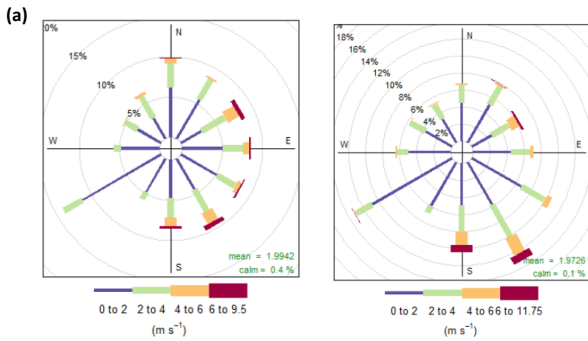 (a)
0%
15%
10%
5%
N
W
E
S
mean = 1.9942
calm = 0.4 %
0 to 2 2 to 4 4 to 6 6 to 9.5
(m s⁻¹)
18%
16%
14%
12%
10%
8%
6%
4%
2%
N
W
E
S
mean = 1.9726
calm = 0.1 %
0 to 2 2 to 4 4 to 6 6 to 11.75
(m s⁻¹)